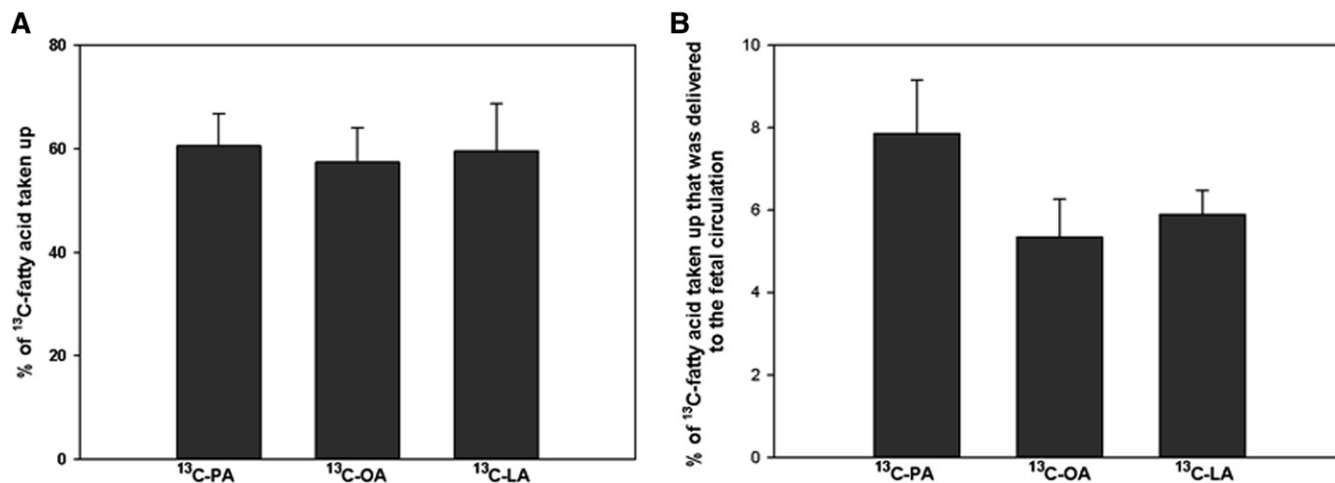 A
80
60
40
20
0
% of ¹³C-fatty acid taken up
¹³C-PA ¹³C-OA ¹³C-LA
B
10
8
6
4
2
0
% of ¹³C-fatty acid taken up that was delivered
to the fetal circulation
¹³C-PA ¹³C-OA ¹³C-LA